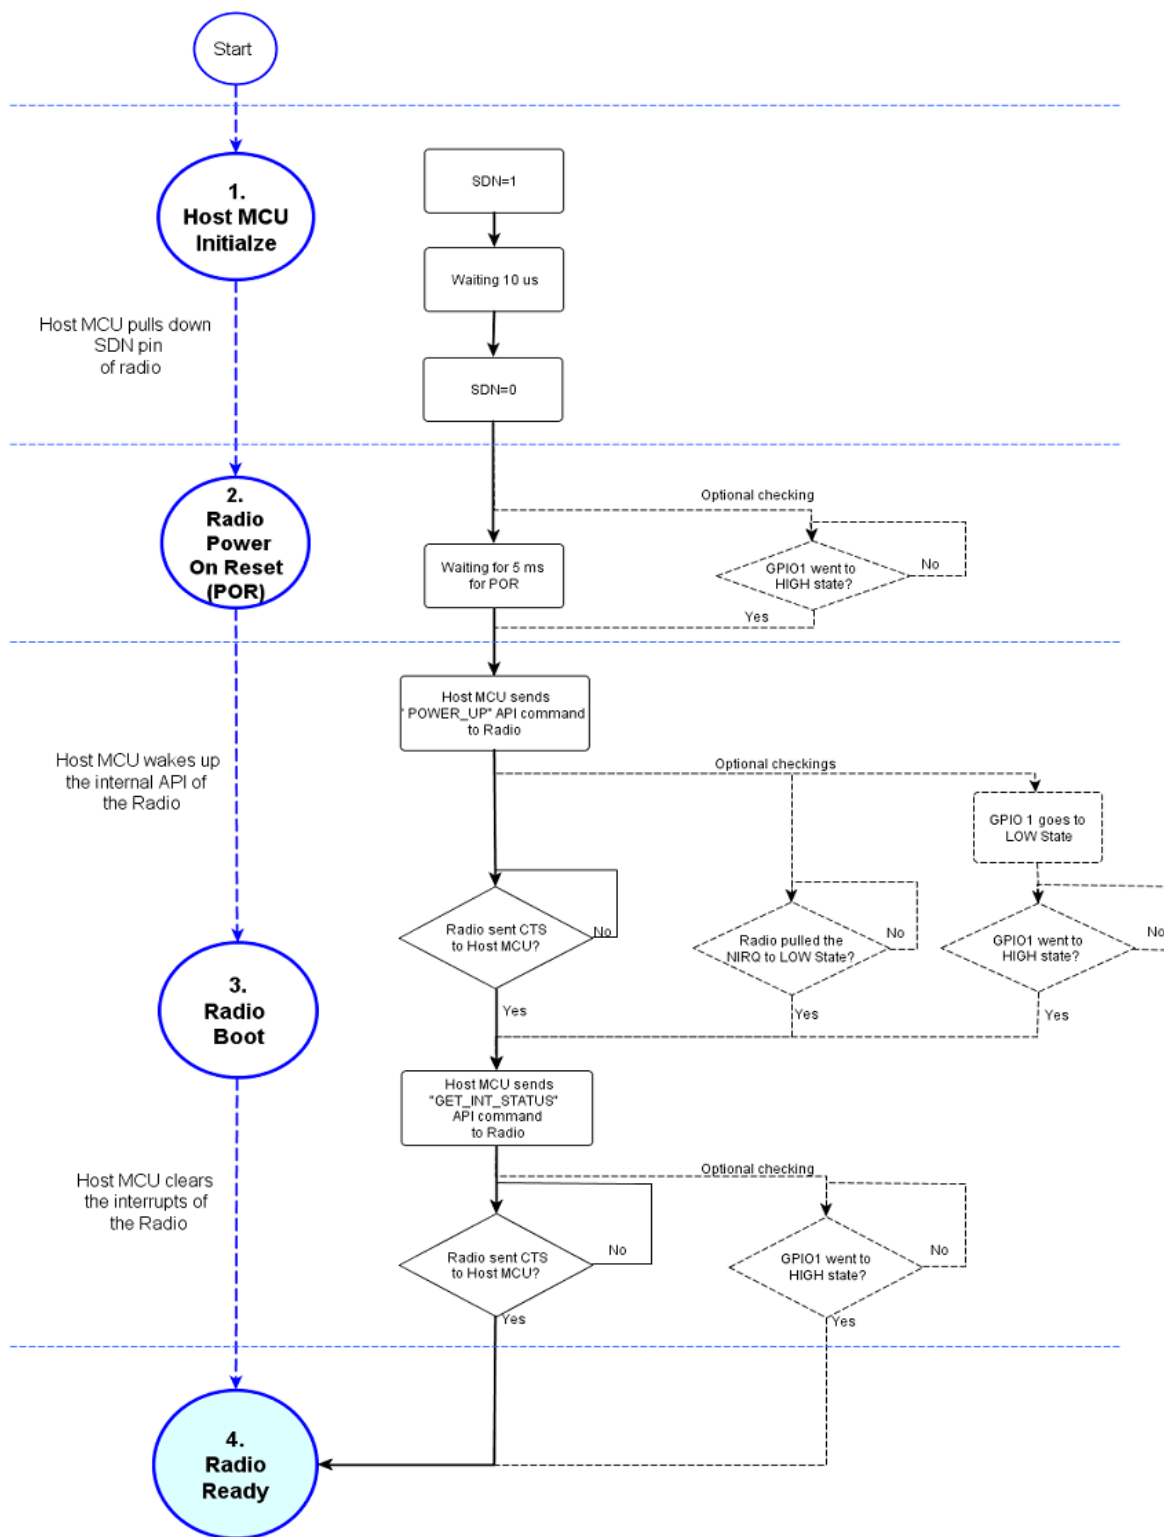 Start
1.
Host MCU
Initialze
SDN=1
Waiting 10 us
Host MCU pulls down
SDN pin
of radio
SDN=0
2.
Radio
Power
On Reset
(POR)
Optional checking
Waiting for 5 ms
for POR
GPIO1 went to
HIGH state?
No
Yes
Host MCU sends
" POWER_UP" API command
to Radio
Host MCU wakes up
the internal API of
the Radio
Optional checkings
GPIO 1 goes to
LOW State
Radio sent CTS
to Host MCU?
No
Radio pulled the
NIRQ to LOW State?
No
GPIO1 went to
HIGH state?
No
Yes
Yes
Yes
3.
Radio
Boot
Host MCU sends
"GET_INT_STATUS"
API command
to Radio
Host MCU clears
the interrupts of
the Radio
Optional checking
Radio sent CTS
to Host MCU?
No
GPIO1 went to
HIGH state?
No
Yes
Yes
4.
Radio
Ready